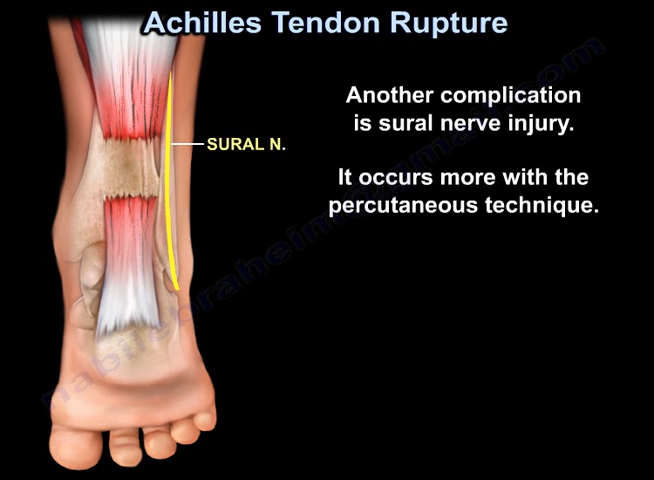 Achilles Tendon Rupture
Another complication
is sural nerve injury.
SURAL N.
It occurs more with the
percutaneous technique.